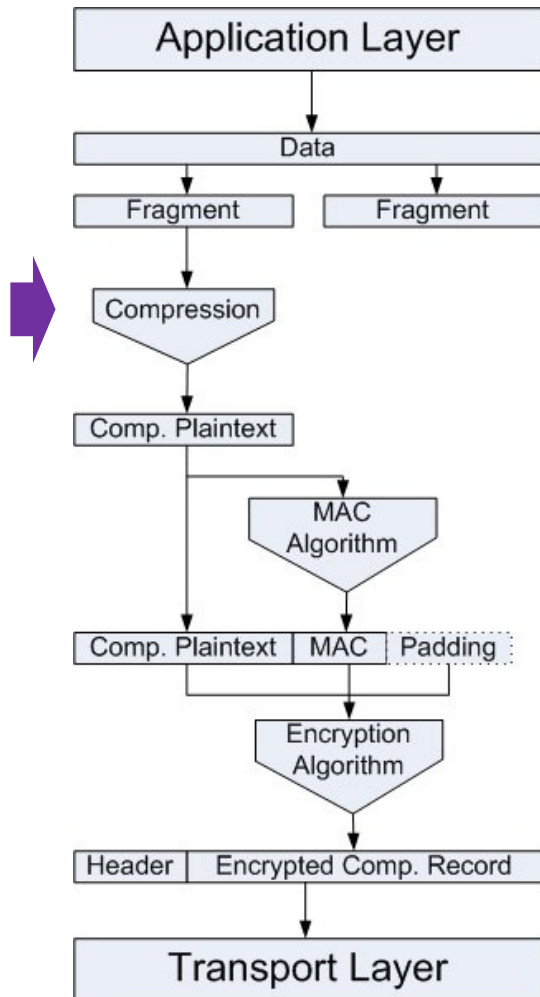 Application Layer
Data
Fragment
Fragment
Compression
Comp. Plaintext
MAC
Algorithm
Comp. Plaintext
MAC
Padding
Encryption
Algorithm
Header
Encrypted Comp. Record
Transport Layer